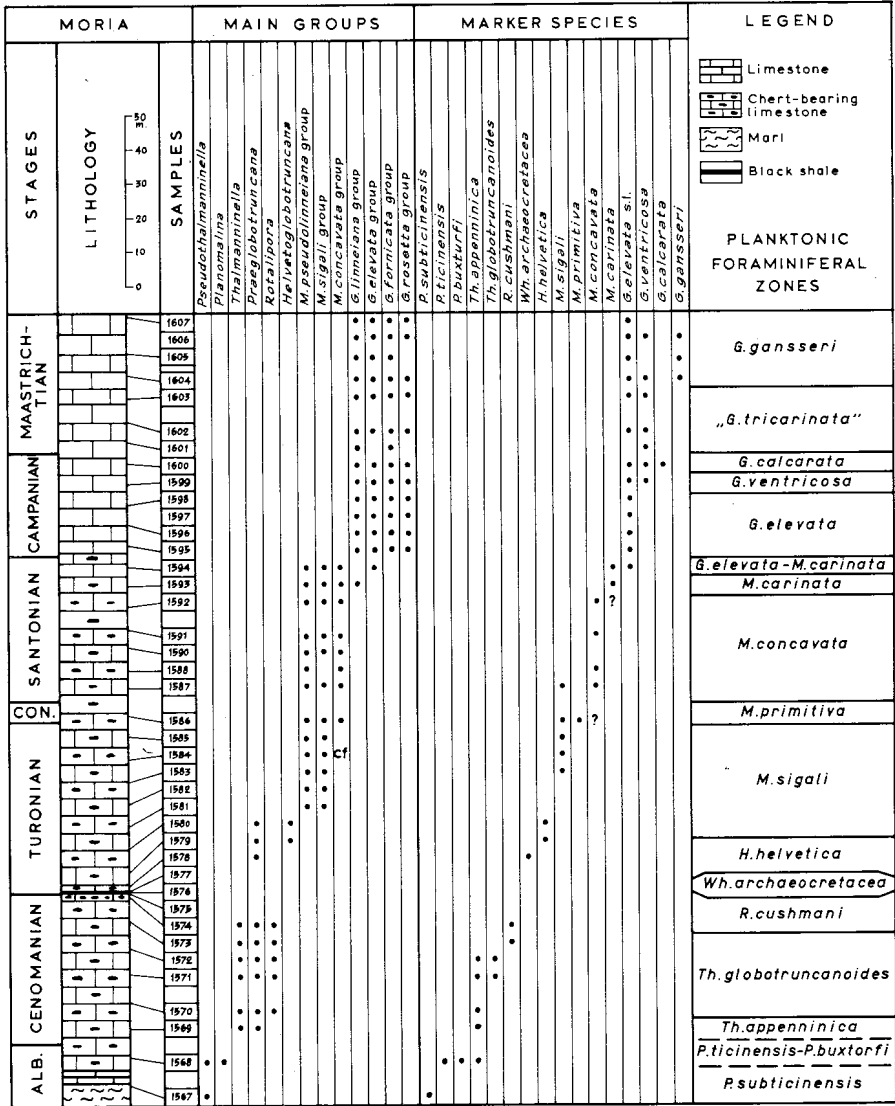 MORIA
MAIN GROUPS
MARKER SPECIES
LEGEND
Limestone
Chert-bearing
limestone
Marl
Black shale
STAGES
LITHOLOGY
50
m.
40
30
20
10
0
SAMPLES
Pseudothalmanninella
Planomalina
Thalmanninella
Praeglobotruncana
Rotalipora
Helvetoglobotruncana
M. pseudolinneiana group
M. sigali group
M. concavata group
G. linneiana group
G. elevata group
G. fornicata group
G. rosetta group
P. subticinensis
P. ticinensis
P. buxtorfi
Th. appenninica
Th. globotruncanoides
R. cushmani
Wh. archaeocretacea
H. helvetica
M. sigali
M. primitiva
M. concavata
M. carinata
G. elevata s.l.
G. ventricosa
G. calcarata
G. gansseri
PLANKTONIC
FORAMINIFERAL
ZONES
MAASTRICH-
TIAN
CAMPANIAN
SANTONIAN
CON.
TURONIAN
CENOMANIAN
ALB.
1607
1606
1605
1604
1603
1602
1601
1600
1599
1598
1597
1596
1595
1594
1593
1592
1591
1590
1588
1587
1586
1585
1584
1583
1582
1581
1580
1579
1578
1577
1576
1575
1574
1573
1572
1571
1570
1569
1568
1567
cf
?
?
G. gansseri
„G. tricarinata”
G. calcarata
G. ventricosa
G. elevata
G. elevata-M. carinata
M. carinata
M. concavata
M. primitiva
M. sigali
H. helvetica
Wh. archaeocretacea
R. cushmani
Th. globotruncanoides
Th. appenninica
P. ticinensis-P. buxtorfi
P. subticinensis